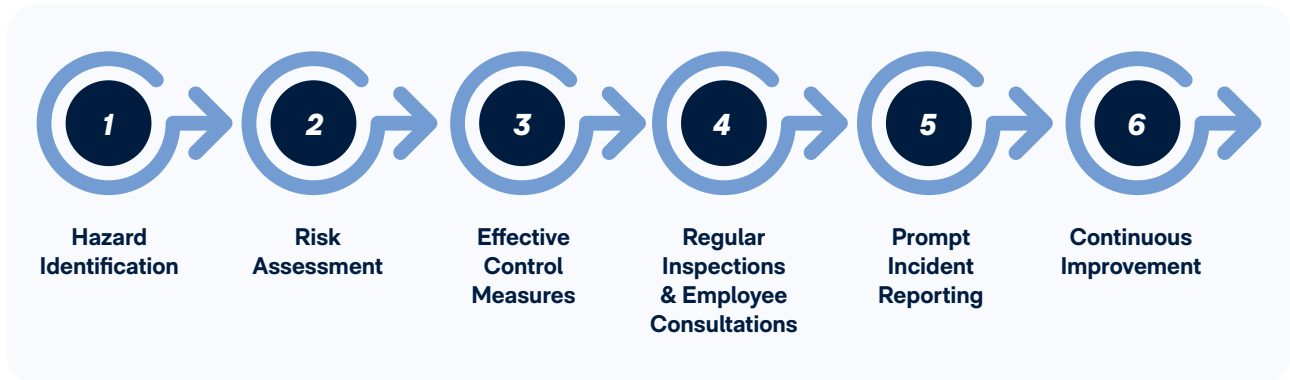 1
Hazard
Identification
2
Risk
Assessment
3
Effective
Control
Measures
4
Regular
Inspections
& Employee
Consultations
5
Prompt
Incident
Reporting
6
Continuous
Improvement